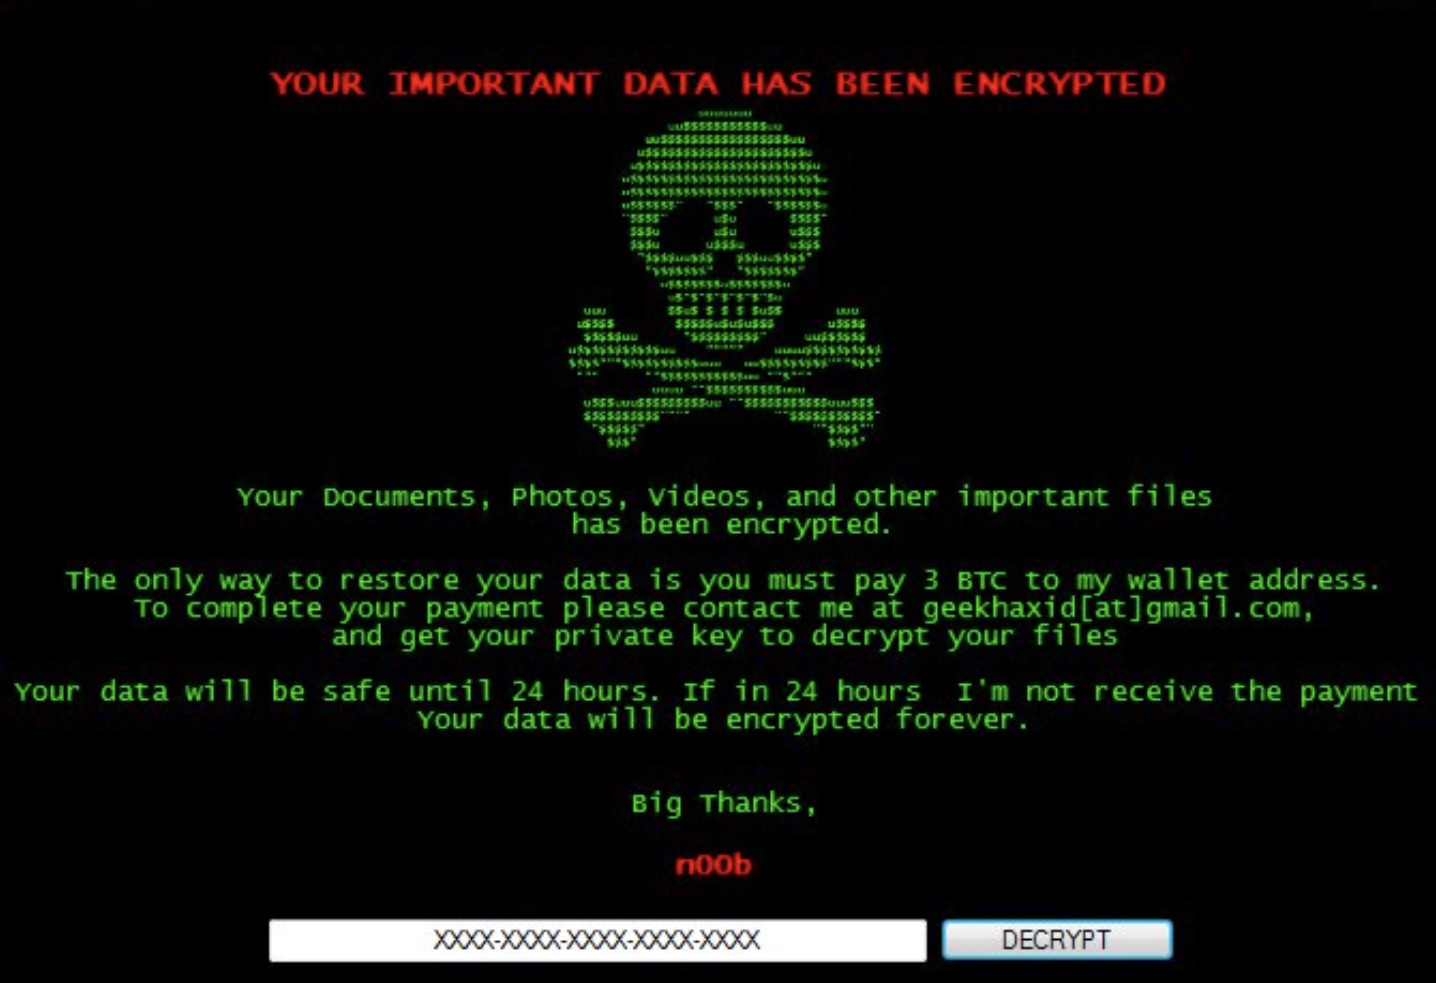 YOUR IMPORTANT DATA HAS BEEN ENCRYPTED
Your Documents, Photos, Videos, and other important files
has been encrypted.
The only way to restore your data is you must pay 3 BTC to my wallet address.
To complete your payment please contact me at geekhaxid[at]gmail.com,
and get your private key to decrypt your files
Your data will be safe until 24 hours. If in 24 hours  I'm not receive the payment
Your data will be encrypted forever.
Big Thanks,
n00b
XXXX-XXXX-XXXX-XXXX-XXXX DECRYPT